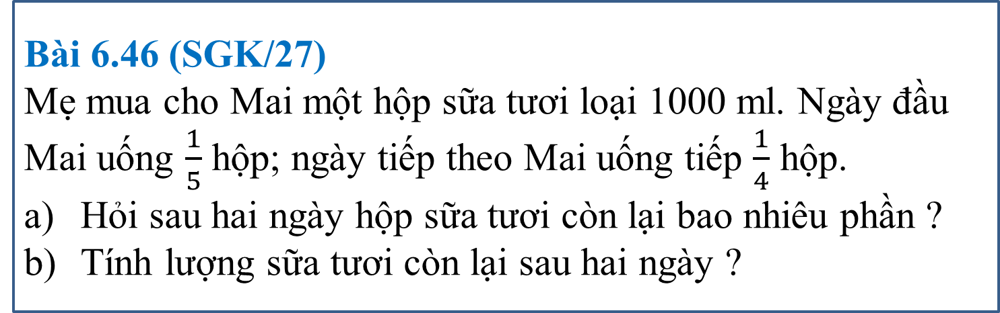 Bài 6.46 (SGK/27)
Mẹ mua cho Mai một hộp sữa tươi loại 1000 ml. Ngày đầu
Mai uống 1/5 hộp; ngày tiếp theo Mai uống tiếp 1/4 hộp.
a) Hỏi sau hai ngày hộp sữa tươi còn lại bao nhiêu phần ?
b) Tính lượng sữa tươi còn lại sau hai ngày ?